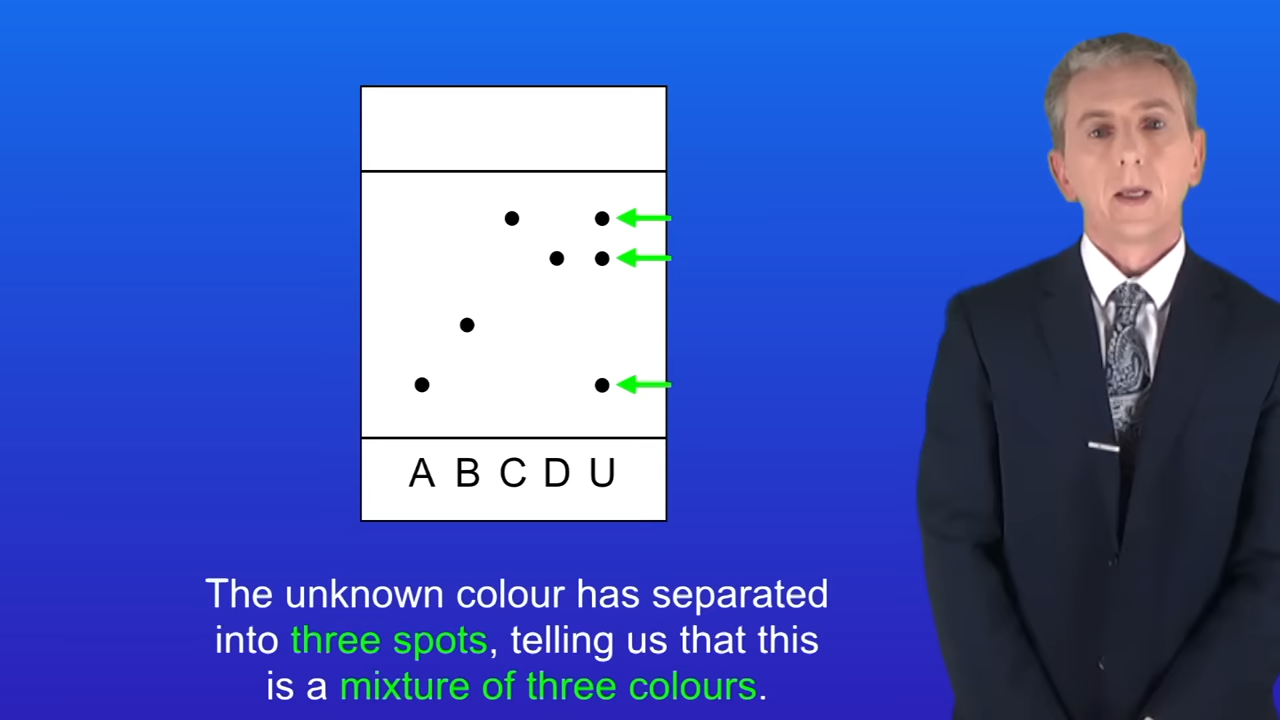 A B C D U
The unknown colour has separated
into three spots, telling us that this
is a mixture of three colours.